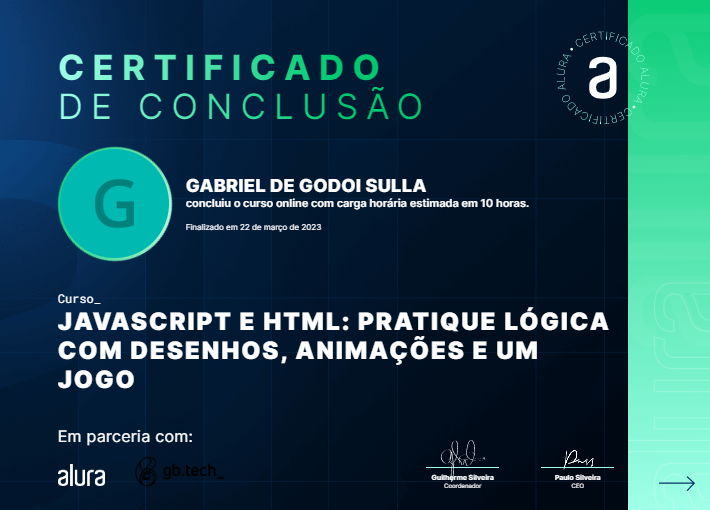 CERTIFICADO
DE CONCLUSÃO
CERTIFICADO ALURA • CERTIFICADO ALURA •
a
G
GABRIEL DE GODOI SULLA
concluiu o curso online com carga horária estimada em 10 horas.
Finalizado em 22 de março de 2023
Curso_
JAVASCRIPT E HTML: PRATIQUE LÓGICA
COM DESENHOS, ANIMAÇÕES E UM
JOGO
Em parceria com:
alura
gb.tech_
Guilherme Silveira
Coordenador
Paulo Silveira
CEO
alura